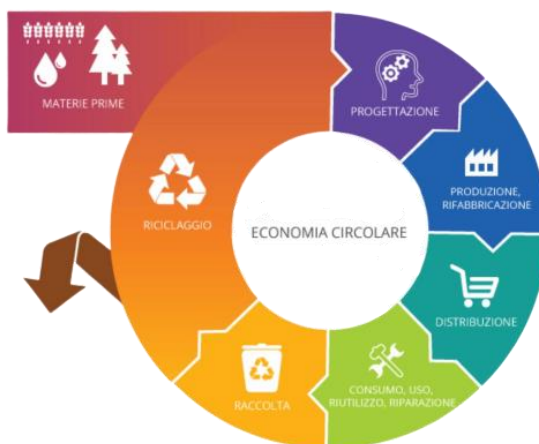 MATERIE PRIME
PROGETTAZIONE
PRODUZIONE,
RIFABBRICAZIONE
DISTRIBUZIONE
CONSUMO, USO,
RIUTILIZZO, RIPARAZIONE
RACCOLTA
RICICLAGGIO
ECONOMIA CIRCOLARE